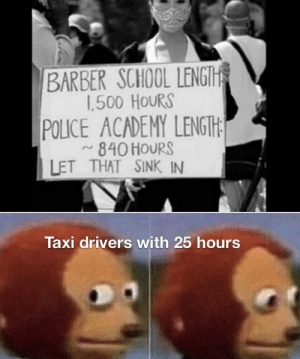 BARBER SCHOOL LENGTH
1,500 HOURS
POLICE ACADEMY LENGTH:
~ 840 HOURS
LET THAT SINK IN
Taxi drivers with 25 hours